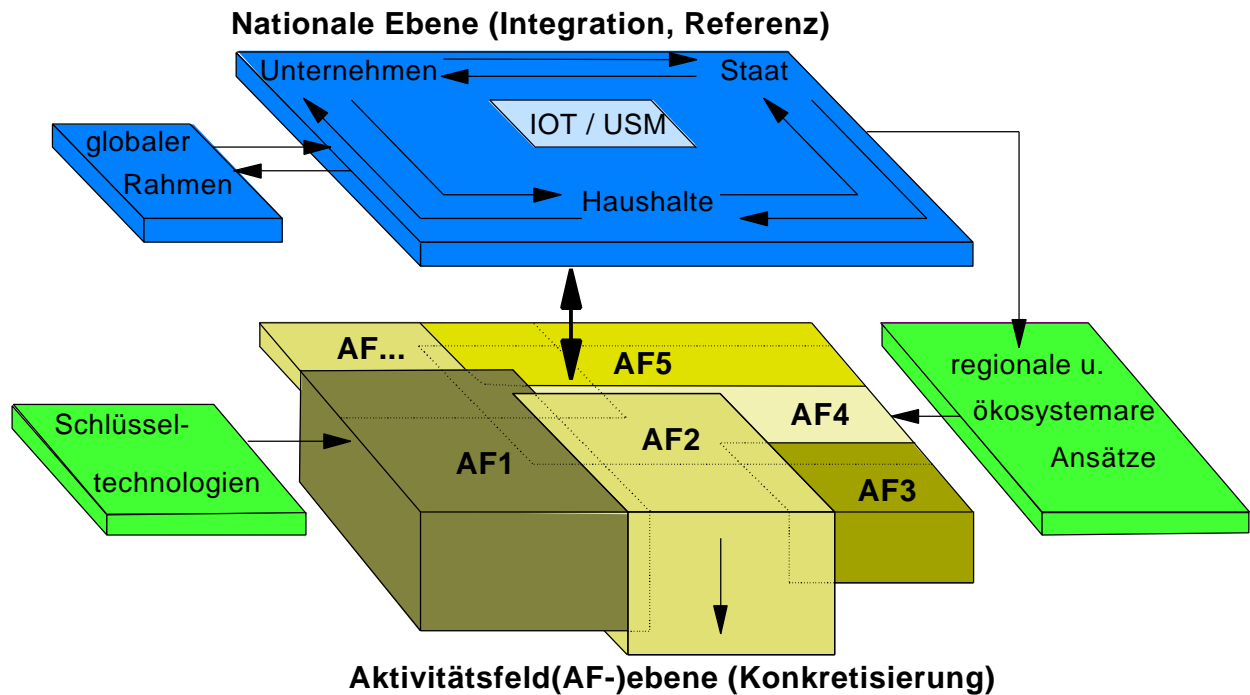 Nationale Ebene (Integration, Referenz)
Unternehmen
Staat
IOT / USM
globaler
Rahmen
Haushalte
AF...
AF5
regionale u.
ökosystemare
Ansätze
AF4
Schlüssel-
technologien
AF1
AF2
AF3
Aktivitätsfeld(AF-)ebene (Konkretisierung)